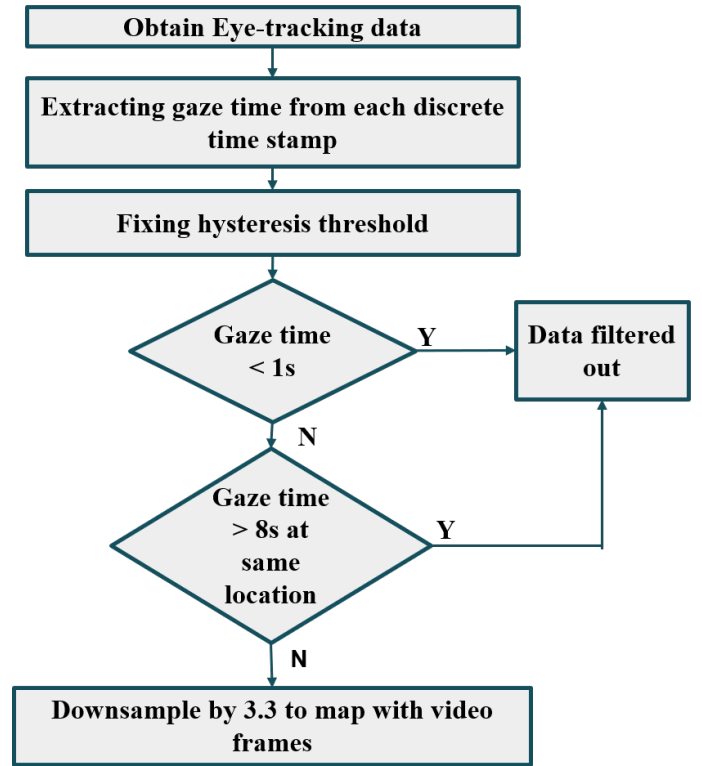 Obtain Eye-tracking data
Extracting gaze time from each discrete
time stamp
Fixing hysteresis threshold
Gaze time
< 1s
Y
Data filtered
out
N
Gaze time
> 8s at
same
location
Y
N
Downsample by 3.3 to map with video
frames